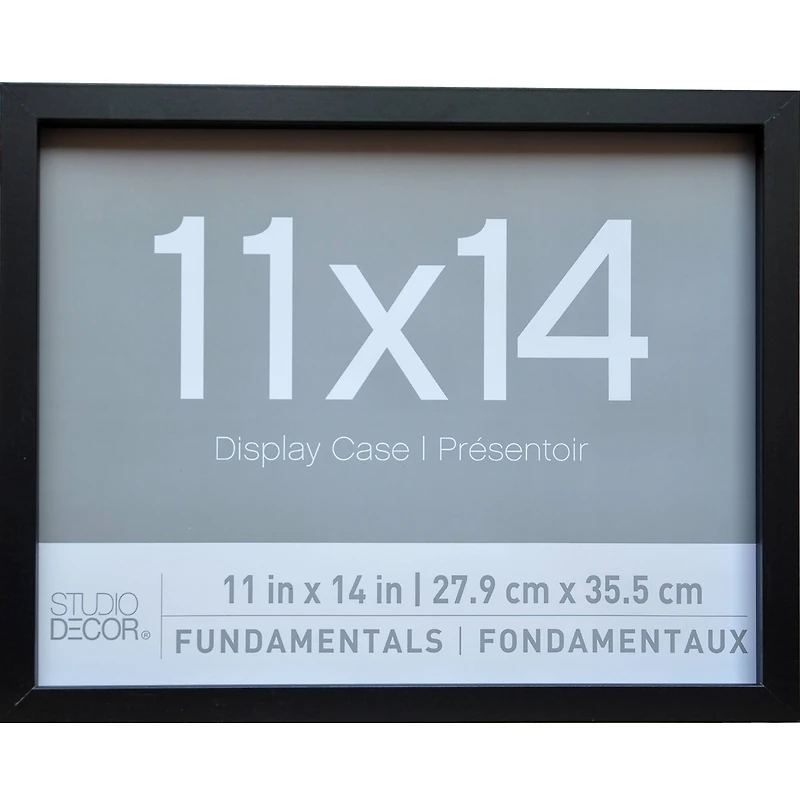 11x14
Display Case | Présentoir
STUDIO
DECOR®
11 in x 14 in | 27.9 cm x 35.5 cm
FUNDAMENTALS | FONDAMENTAUX